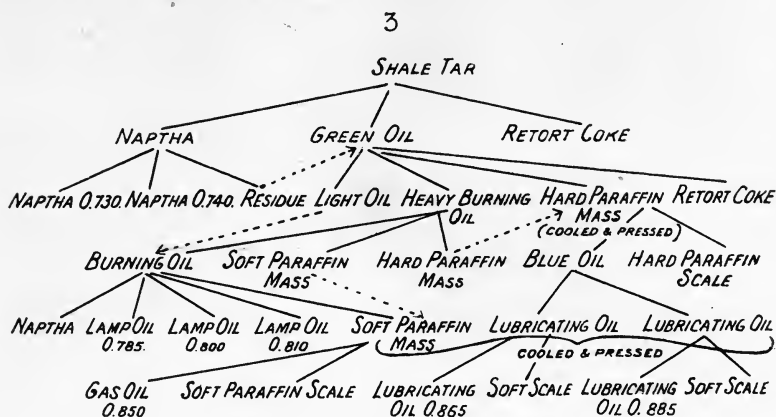 3
SHALE TAR
NAPTHA GREEN OIL RETORT COKE
NAPTHA 0.730. NAPTHA 0.740. RESIDUE LIGHT OIL HEAVY BURNING OIL HARD PARAFFIN MASS (COOLED & PRESSED) RETORT COKE
BURNING OIL SOFT PARAFFIN MASS HARD PARAFFIN MASS BLUE OIL HARD PARAFFIN SCALE
NAPTHA LAMP OIL 0.785. LAMP OIL 0.800 LAMP OIL 0.810 SOFT PARAFFIN MASS LUBRICATING OIL LUBRICATING OIL
COOLED & PRESSED
GAS OIL 0.850 SOFT PARAFFIN SCALE LUBRICATING OIL 0.865 SOFT SCALE LUBRICATING OIL 0.885 SOFT SCALE